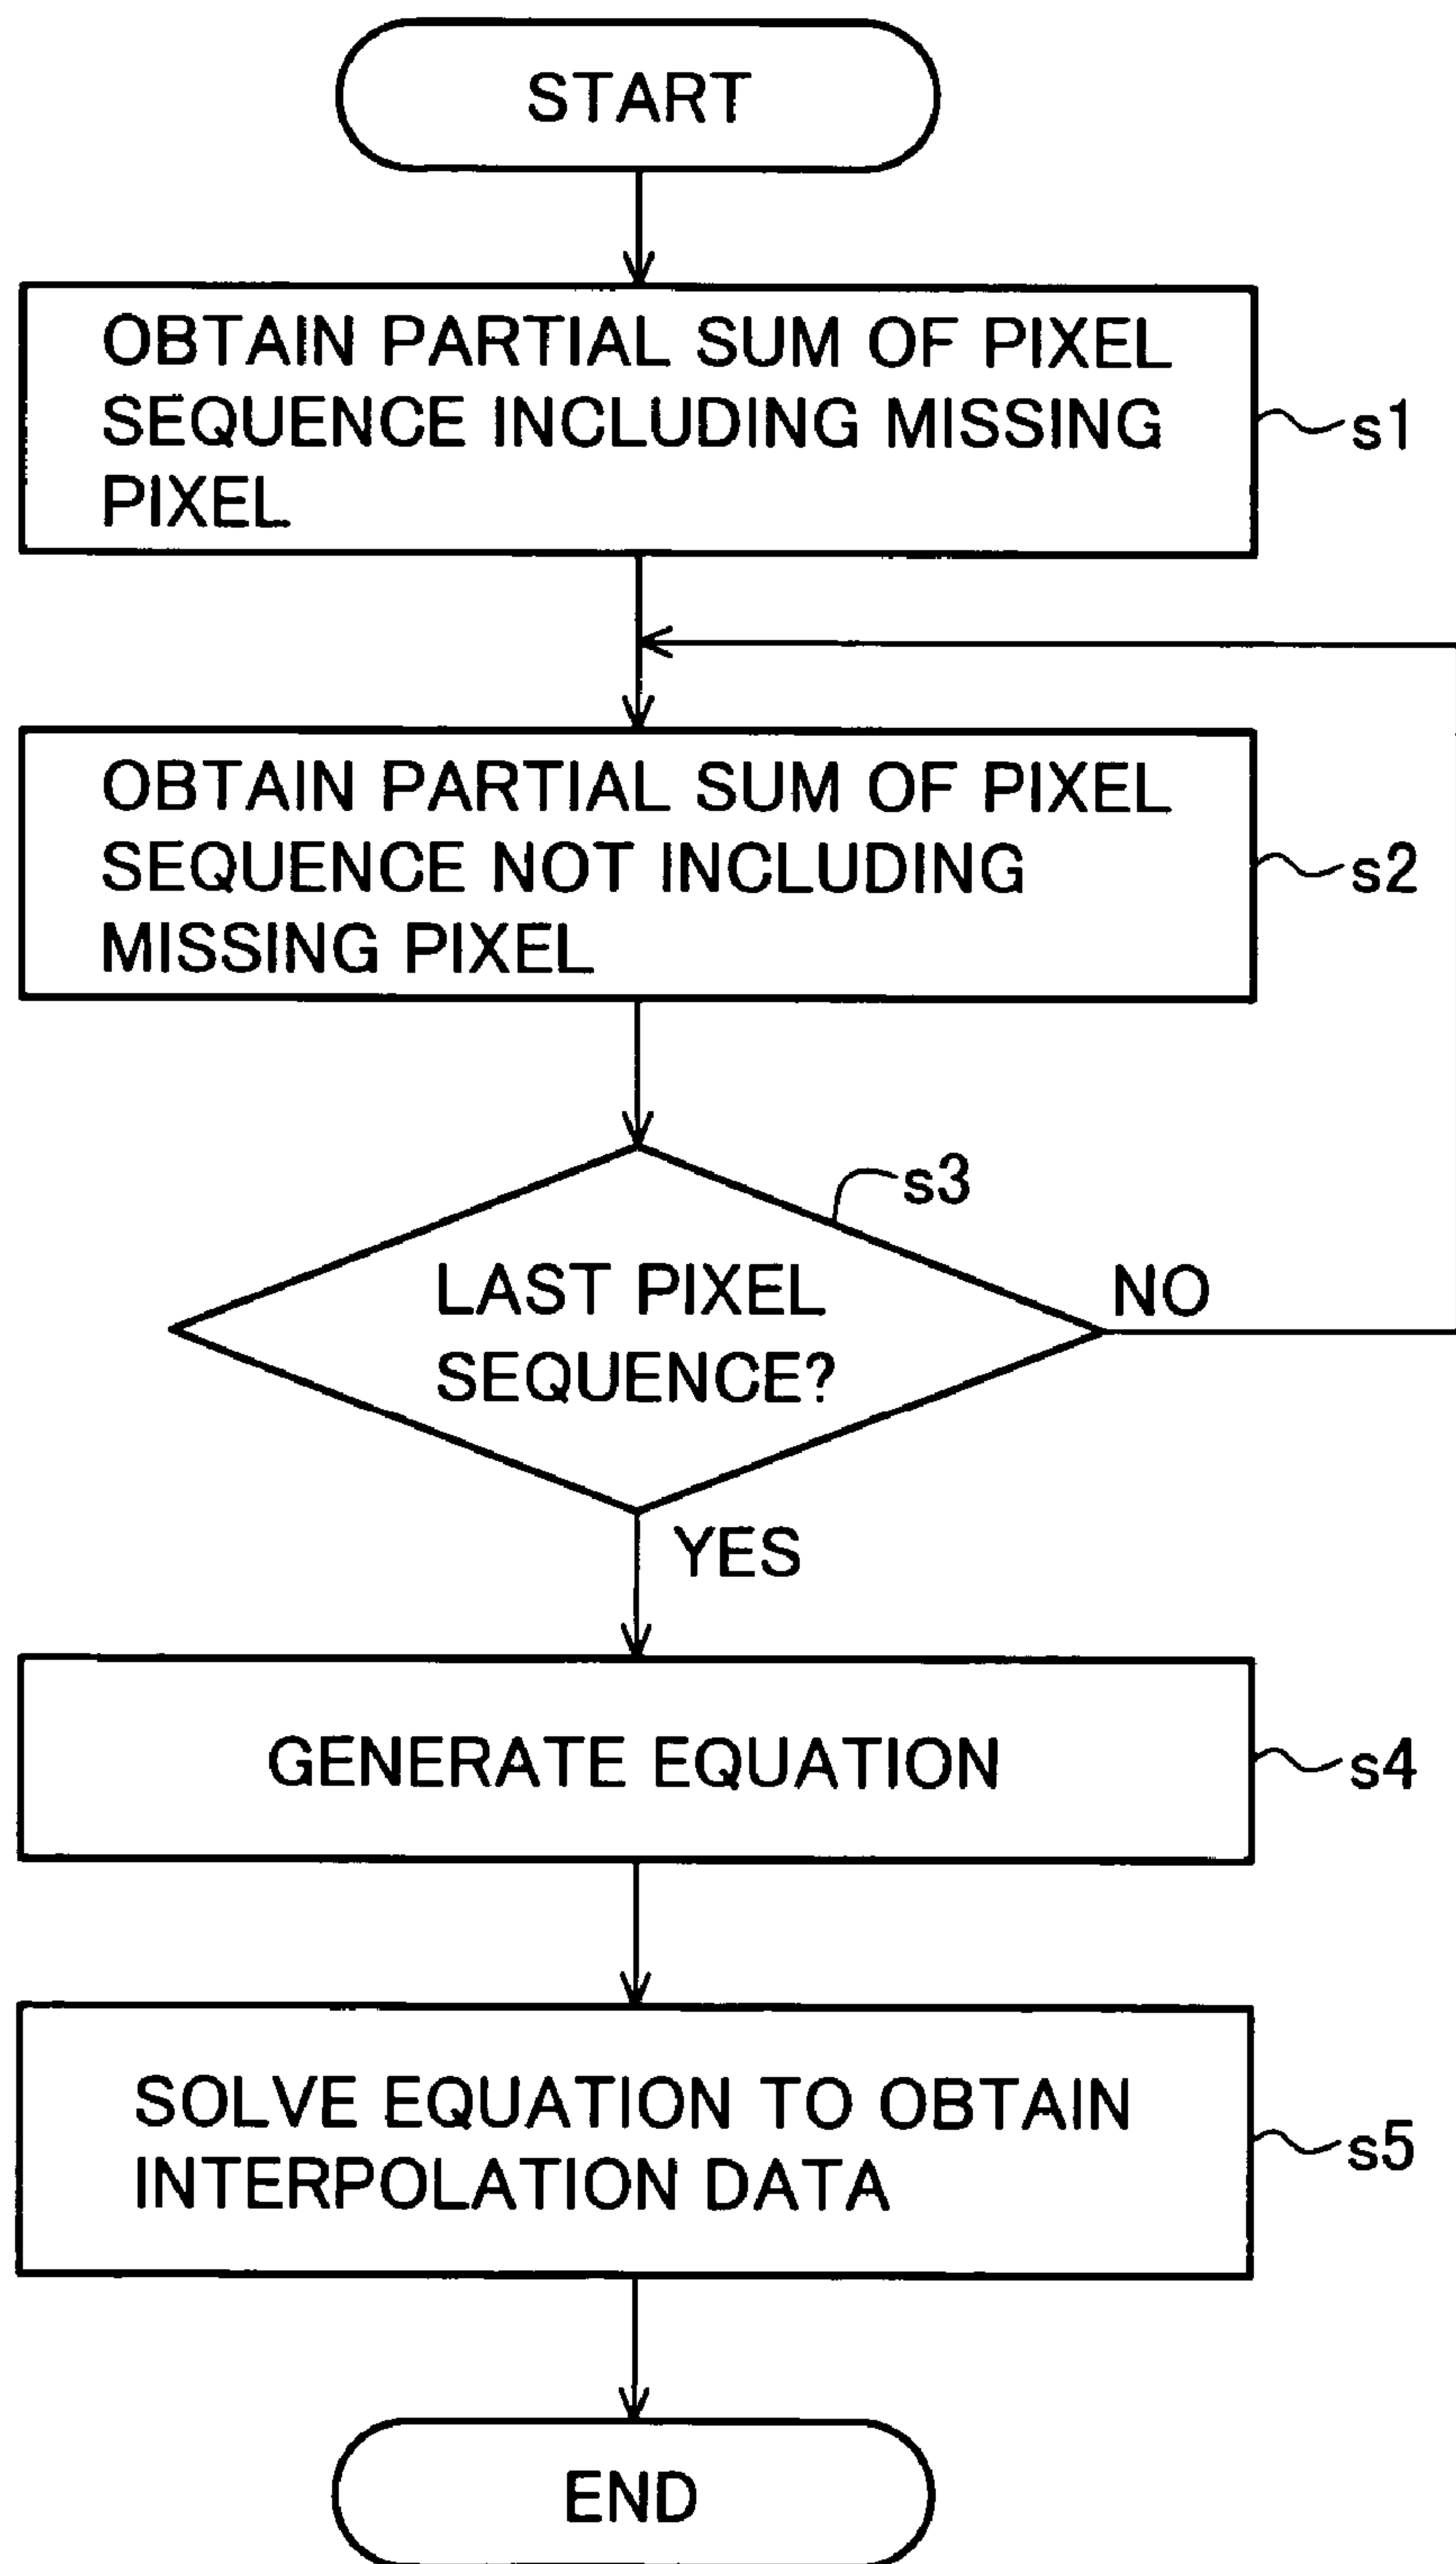 START
OBTAIN PARTIAL SUM OF PIXEL
SEQUENCE INCLUDING MISSING
PIXEL
s1
OBTAIN PARTIAL SUM OF PIXEL
SEQUENCE NOT INCLUDING
MISSING PIXEL
s2
s3
LAST PIXEL
SEQUENCE?
NO
YES
GENERATE EQUATION
s4
SOLVE EQUATION TO OBTAIN
INTERPOLATION DATA
s5
END